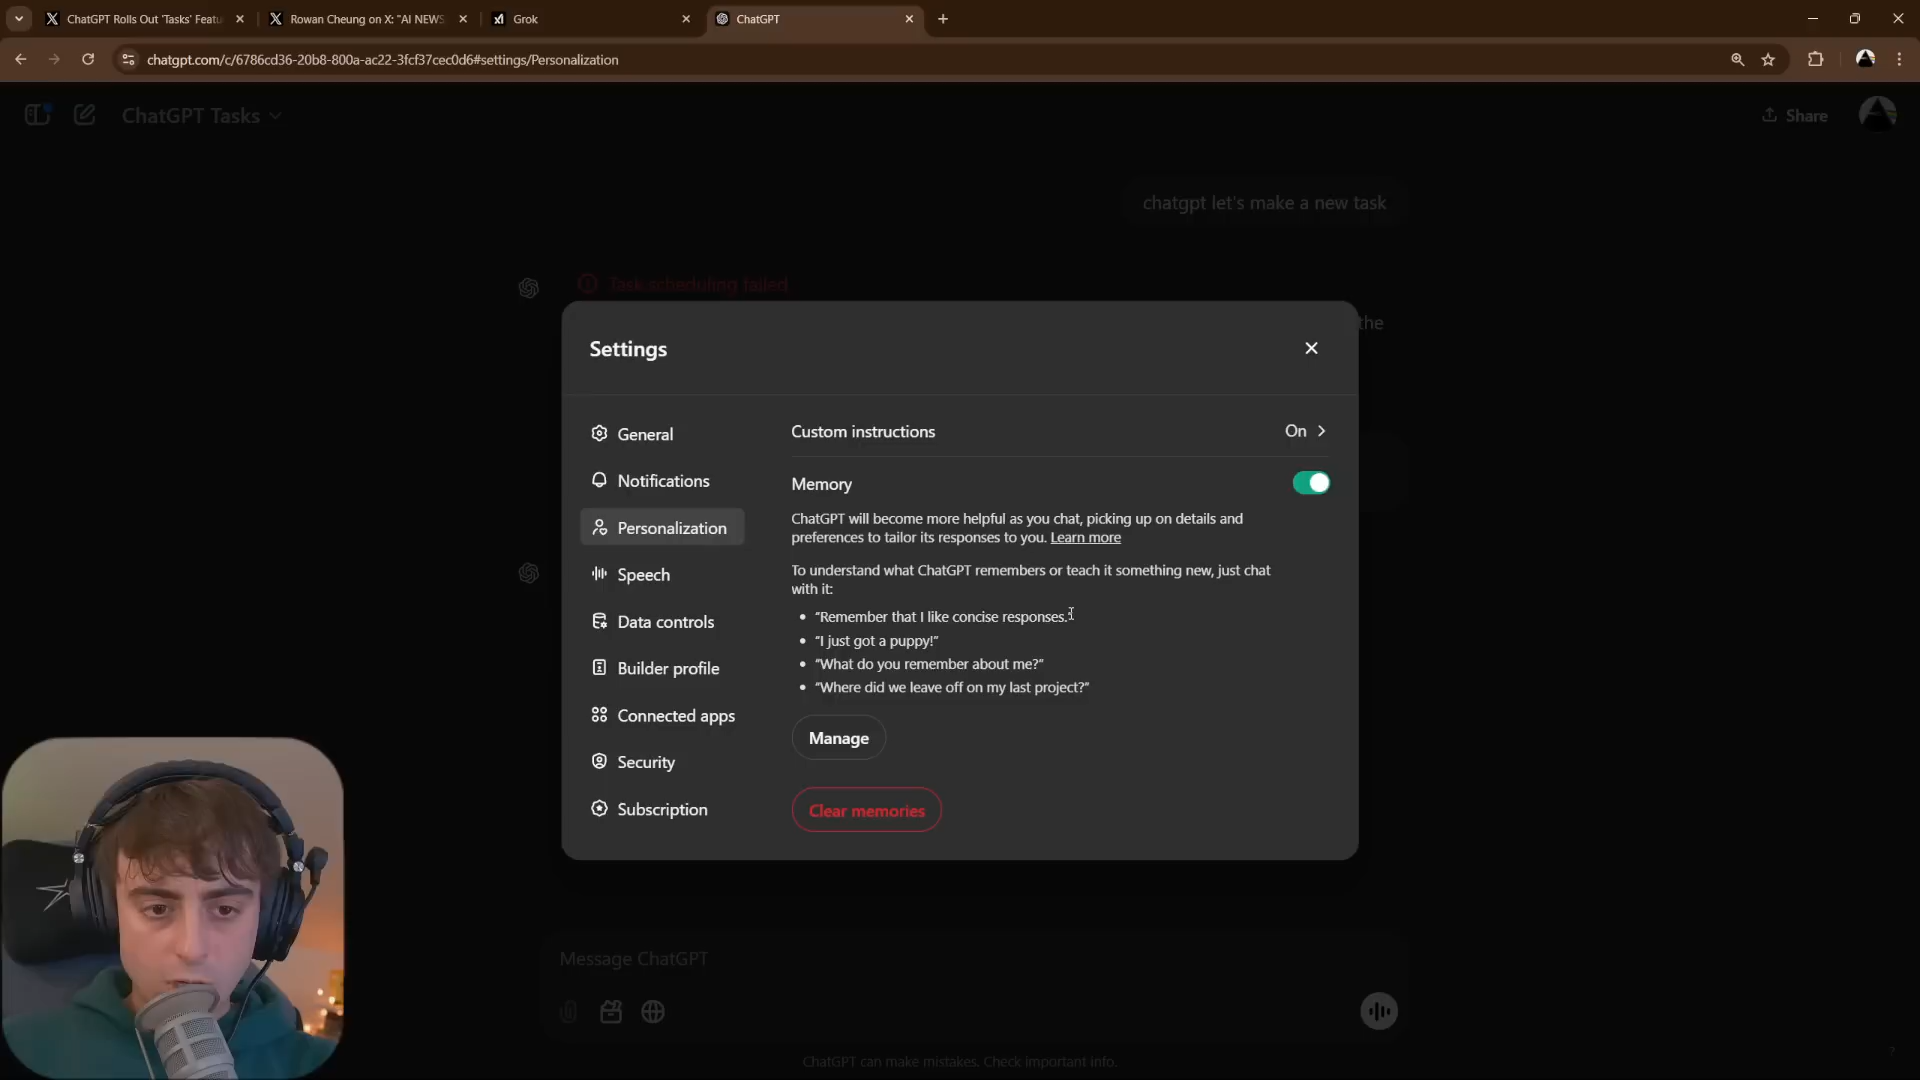 ChatGPT Rolls Out 'Tasks' Featu
Rowan Cheung on X: "AI NEWS
Grok
ChatGPT
chatgpt.com/c/6786cd36-20b8-800a-ac22-3fcf37cec0d6#settings/Personalization
ChatGPT Tasks
Share
chatgpt let's make a new task
Task scheduling failed
the
Settings
General
Notifications
Personalization
Speech
Data controls
Builder profile
Connected apps
Security
Subscription
Custom instructions
On
Memory
ChatGPT will become more helpful as you chat, picking up on details and
preferences to tailor its responses to you. Learn more
To understand what ChatGPT remembers or teach it something new, just chat
with it:
• “Remember that I like concise responses.”
• “I just got a puppy!”
• “What do you remember about me?”
• “Where did we leave off on my last project?”
Manage
Clear memories
Message ChatGPT
ChatGPT can make mistakes. Check important info.
?